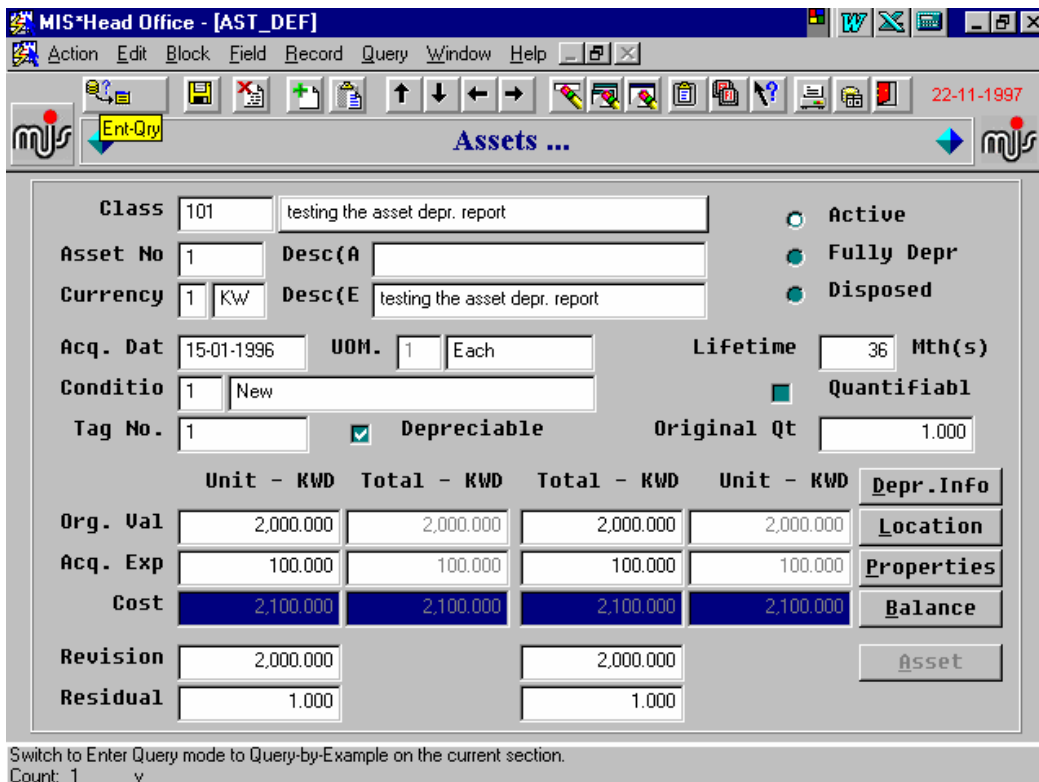 MIS*Head Office - [AST_DEF]
Action Edit Block Field Record Query Window Help
22-11-1997
Ent-Qry
mis Assets ... mis
Class 101 testing the asset depr. report Active
Asset No 1 Desc(A Fully Depr
Currency 1 KW Desc(E testing the asset depr. report Disposed
Acq. Dat 15-01-1996 UOM. 1 Each Lifetime 36 Mth(s)
Conditio 1 New Quantifiabl
Tag No. 1 Depreciable Original Qt 1.000
Unit - KWD Total - KWD Total - KWD Unit - KWD Depr.Info
Org. Val 2,000.000 2,000.000 2,000.000 2,000.000 Location
Acq. Exp 100.000 100.000 100.000 100.000 Properties
Cost 2,100.000 2,100.000 2,100.000 2,100.000 Balance
Revision 2,000.000 2,000.000 Asset
Residual 1.000 1.000
Switch to Enter Query mode to Query-by-Example on the current section.
Count: 1 v